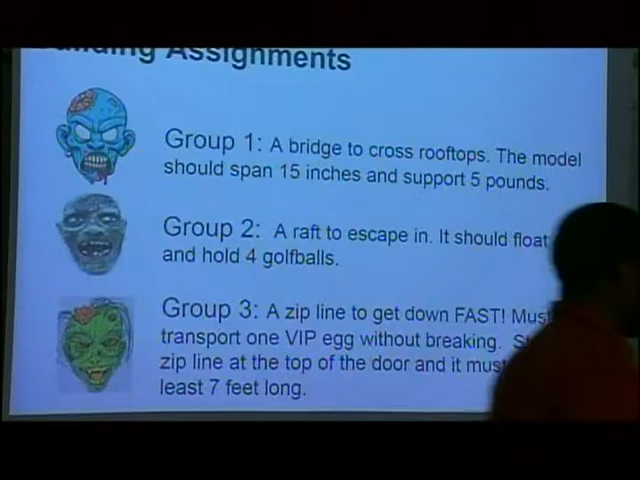 Building Assignments
Group 1: A bridge to cross rooftops. The model
should span 15 inches and support 5 pounds.
Group 2: A raft to escape in. It should float
and hold 4 golfballs.
Group 3: A zip line to get down FAST! Must
transport one VIP egg without breaking.
zip line at the top of the door and it must
least 7 feet long.